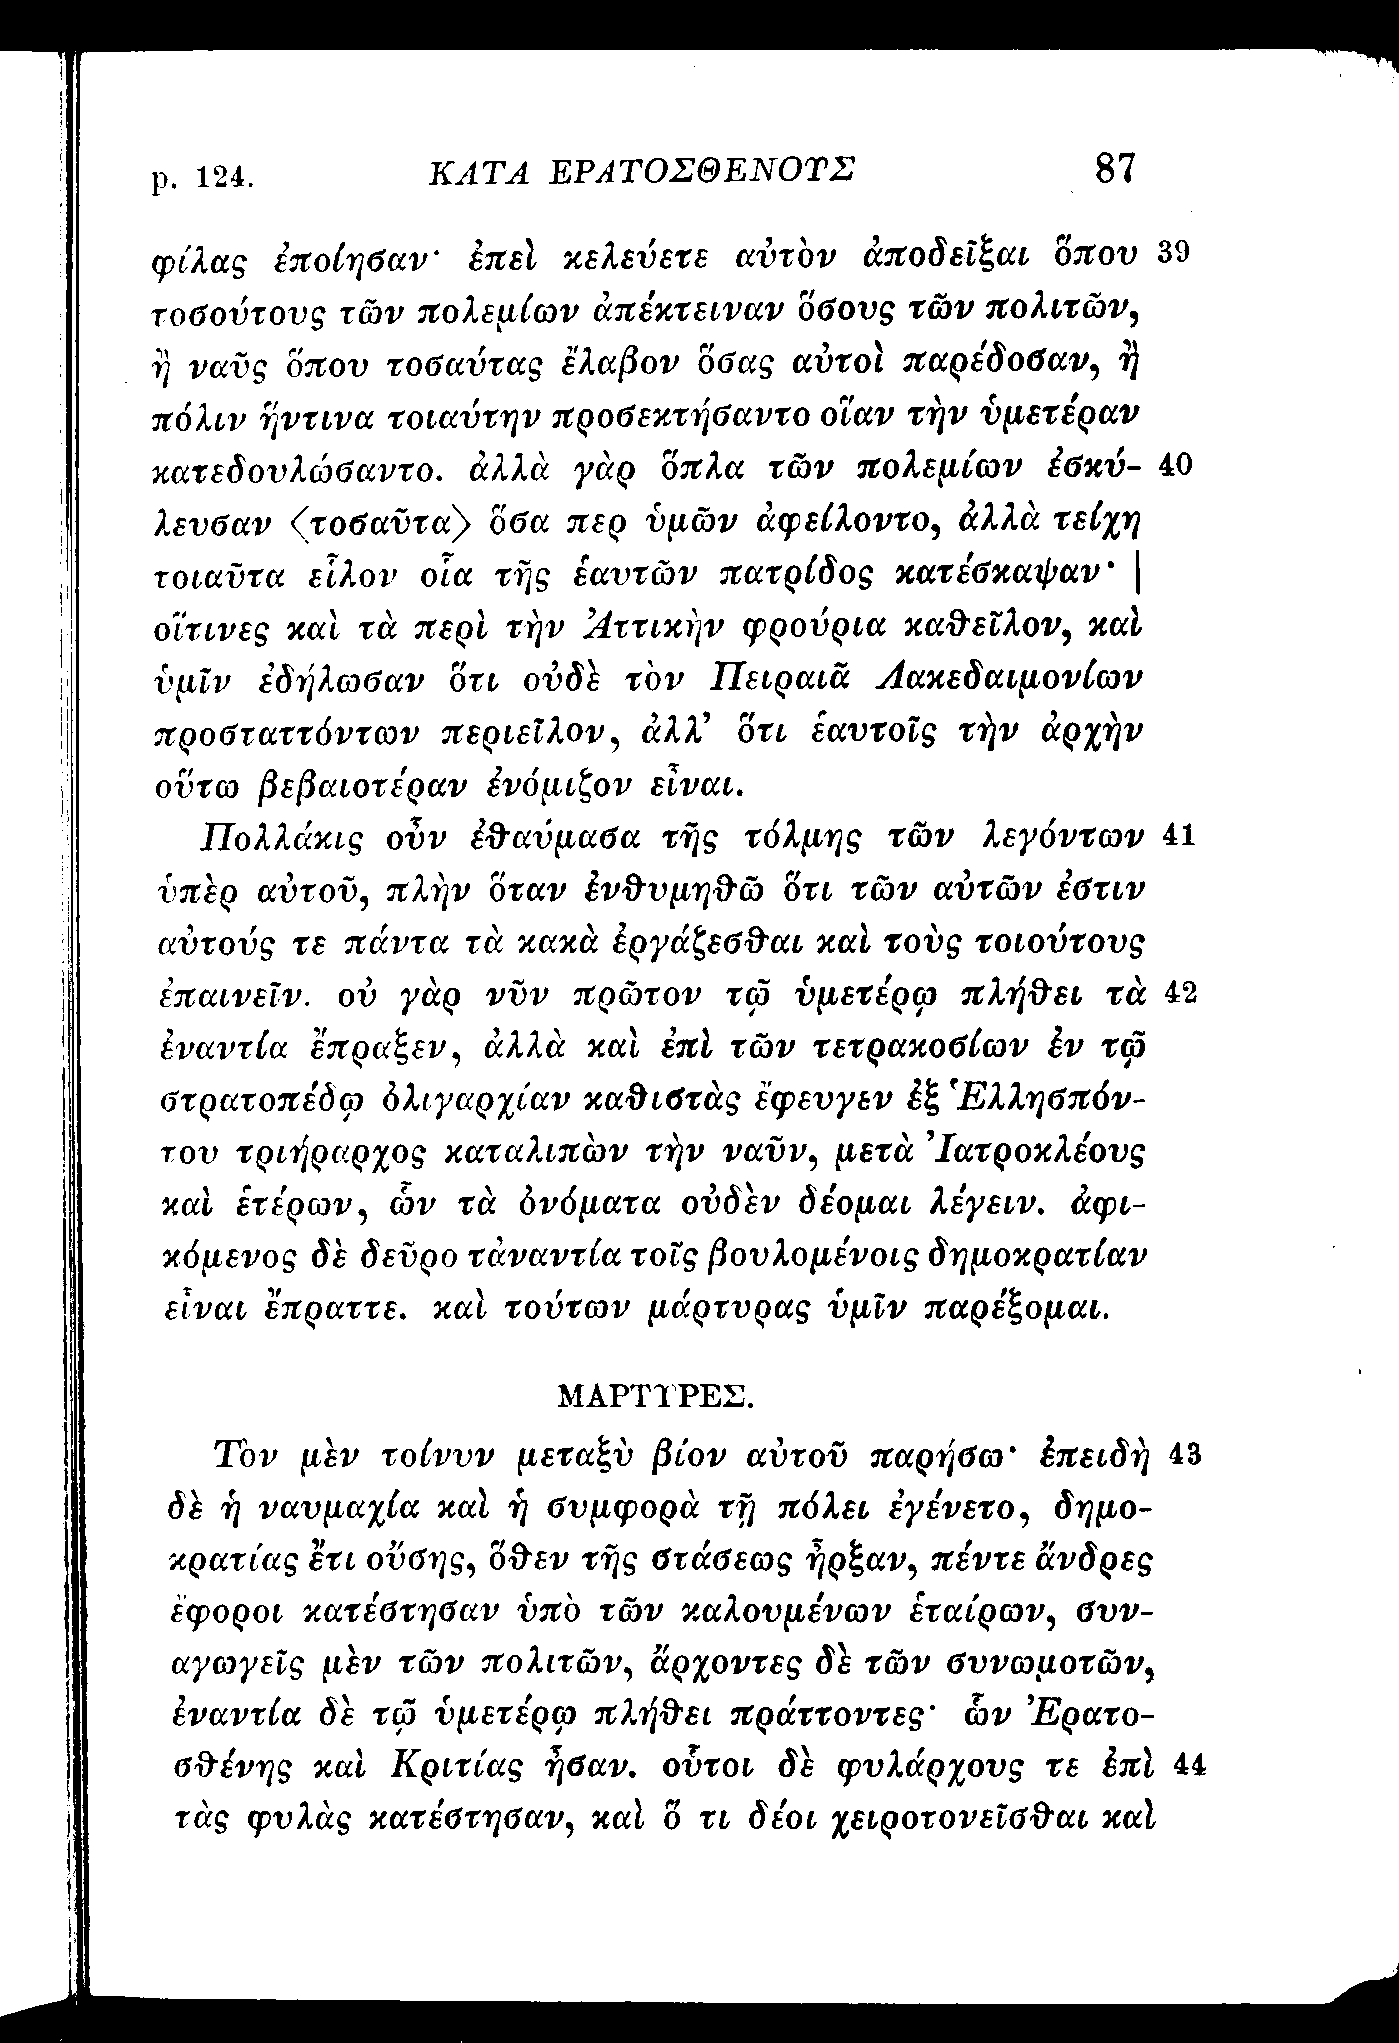 p. 124. ΚΑΤΑ ΕΡΑΤΟΣΘΕΝΟΥΣ 87
φίλας ἐποίησαν· ἐπεὶ κελεύετε αὐτὸν ἀποδεῖξαι ὅπου 39
τοσούτους τῶν πολεμίων ἀπέκτειναν ὅσους τῶν πολιτῶν,
ἢ ναῦς ὅπου τοσαύτας ἔλαβον ὅσας αὐτοὶ παρέδοσαν, ἢ
πόλιν ἥντινα τοιαύτην προσεκτήσαντο οἵαν τὴν ὑμετέραν
κατεδουλώσαντο. ἀλλὰ γὰρ ὅπλα τῶν πολεμίων ἐσκύ- 40
λευσαν ⟨τοσαῦτα⟩ ὅσα περ ὑμῶν ἀφείλοντο, ἀλλὰ τείχη
τοιαῦτα εἷλον οἷα τῆς ἑαυτῶν πατρίδος κατέσκαψαν· |
οἵτινες καὶ τὰ περὶ τὴν Ἀττικὴν φρούρια καθεῖλον, καὶ
ὑμῖν ἐδήλωσαν ὅτι οὐδὲ τὸν Πειραιᾶ Λακεδαιμονίων
προσταττόντων περιεῖλον, ἀλλ’ ὅτι ἑαυτοῖς τὴν ἀρχὴν
οὕτω βεβαιοτέραν ἐνόμιζον εἶναι.
Πολλάκις οὖν ἐθαύμασα τῆς τόλμης τῶν λεγόντων 41
ὑπὲρ αὐτοῦ, πλὴν ὅταν ἐνθυμηθῶ ὅτι τῶν αὐτῶν ἐστιν
αὐτούς τε πάντα τὰ κακὰ ἐργάζεσθαι καὶ τοὺς τοιούτους
ἐπαινεῖν. οὐ γὰρ νῦν πρῶτον τῷ ὑμετέρῳ πλήθει τὰ 42
ἐναντία ἔπραξεν, ἀλλὰ καὶ ἐπὶ τῶν τετρακοσίων ἐν τῷ
στρατοπέδῳ ὀλιγαρχίαν καθιστὰς ἔφευγεν ἐξ Ἑλλησπόν-
του τριήραρχος καταλιπὼν τὴν ναῦν, μετὰ Ἰατροκλέους
καὶ ἑτέρων, ὧν τὰ ὀνόματα οὐδὲν δέομαι λέγειν. ἀφι-
κόμενος δὲ δεῦρο τἀναντία τοῖς βουλομένοις δημοκρατίαν
εἶναι ἔπραττε. καὶ τούτων μάρτυρας ὑμῖν παρέξομαι.
ΜΑΡΤΥΡΕΣ.
Τὸν μὲν τοίνυν μεταξὺ βίον αὐτοῦ παρήσω· ἐπειδὴ 43
δὲ ἡ ναυμαχία καὶ ἡ συμφορὰ τῇ πόλει ἐγένετο, δημο-
κρατίας ἔτι οὔσης, ὅθεν τῆς στάσεως ἦρξαν, πέντε ἄνδρες
ἔφοροι κατέστησαν ὑπὸ τῶν καλουμένων ἑταίρων, συν-
αγωγεῖς μὲν τῶν πολιτῶν, ἄρχοντες δὲ τῶν συνωμοτῶν,
ἐναντία δὲ τῷ ὑμετέρῳ πλήθει πράττοντες· ὧν Ἐρατο-
σθένης καὶ Κριτίας ἦσαν. οὗτοι δὲ φυλάρχους τε ἐπὶ 44
τὰς φυλὰς κατέστησαν, καὶ ὅ τι δέοι χειροτονεῖσθαι καὶ